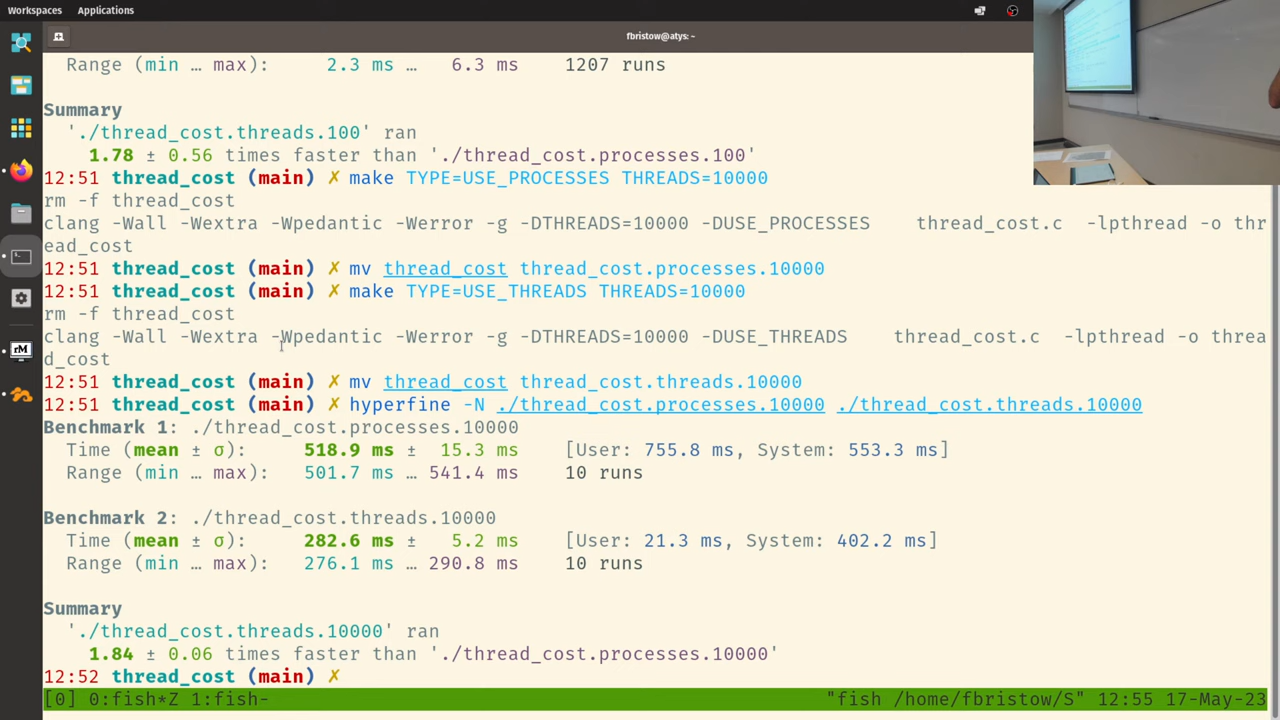 Workspaces Applications
fbristow@atys: ~
Range (min … max): 2.3 ms … 6.3 ms 1207 runs
Summary
'./thread_cost.threads.100' ran
1.78 ± 0.56 times faster than './thread_cost.processes.100'
12:51 thread_cost (main) ✗ make TYPE=USE_PROCESSES THREADS=10000
rm -f thread_cost
clang -Wall -Wextra -Wpedantic -Werror -g -DTHREADS=10000 -DUSE_PROCESSES thread_cost.c -lpthread -o thr
ead_cost
12:51 thread_cost (main) ✗ mv thread_cost thread_cost.processes.10000
12:51 thread_cost (main) ✗ make TYPE=USE_THREADS THREADS=10000
rm -f thread_cost
clang -Wall -Wextra -Wpedantic -Werror -g -DTHREADS=10000 -DUSE_THREADS thread_cost.c -lpthread -o threa
d_cost
12:51 thread_cost (main) ✗ mv thread_cost thread_cost.threads.10000
12:51 thread_cost (main) ✗ hyperfine -N ./thread_cost.processes.10000 ./thread_cost.threads.10000
Benchmark 1: ./thread_cost.processes.10000
Time (mean ± σ): 518.9 ms ± 15.3 ms [User: 755.8 ms, System: 553.3 ms]
Range (min … max): 501.7 ms … 541.4 ms 10 runs
Benchmark 2: ./thread_cost.threads.10000
Time (mean ± σ): 282.6 ms ± 5.2 ms [User: 21.3 ms, System: 402.2 ms]
Range (min … max): 276.1 ms … 290.8 ms 10 runs
Summary
'./thread_cost.threads.10000' ran
1.84 ± 0.06 times faster than './thread_cost.processes.10000'
12:52 thread_cost (main) ✗
[0] 0:fish*Z 1:fish- "fish /home/fbristow/S" 12:55 17-May-23